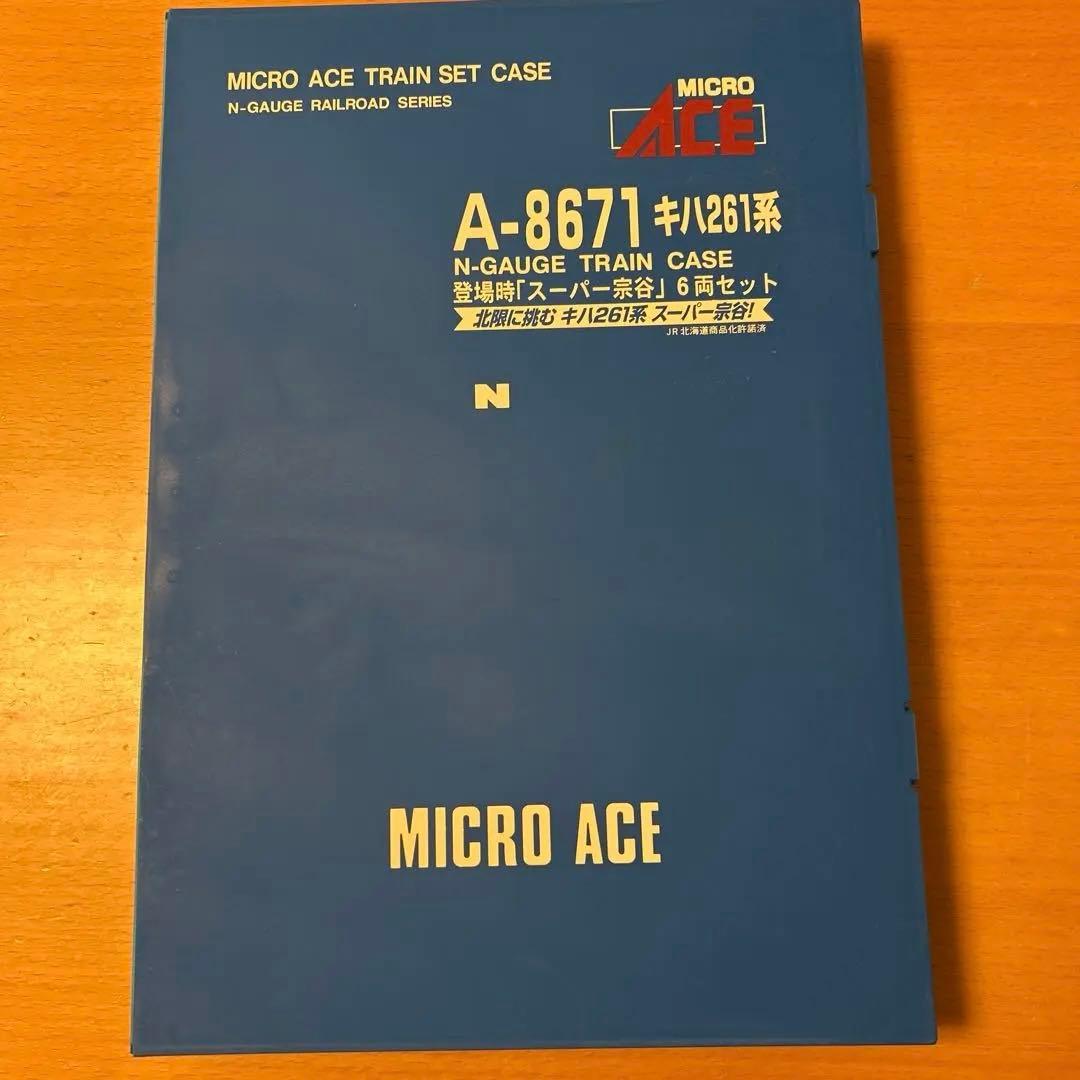 MICRO ACE TRAIN SET CASE
N-GAUGE RAILROAD SERIES
MICRO
ACE
A-8671 キハ261系
N-GAUGE TRAIN CASE
登場時「スーパー宗谷」6両セット
北限に挑む キハ261系 スーパー宗谷!
JR北海道商品化許諾済
N
MICRO ACE